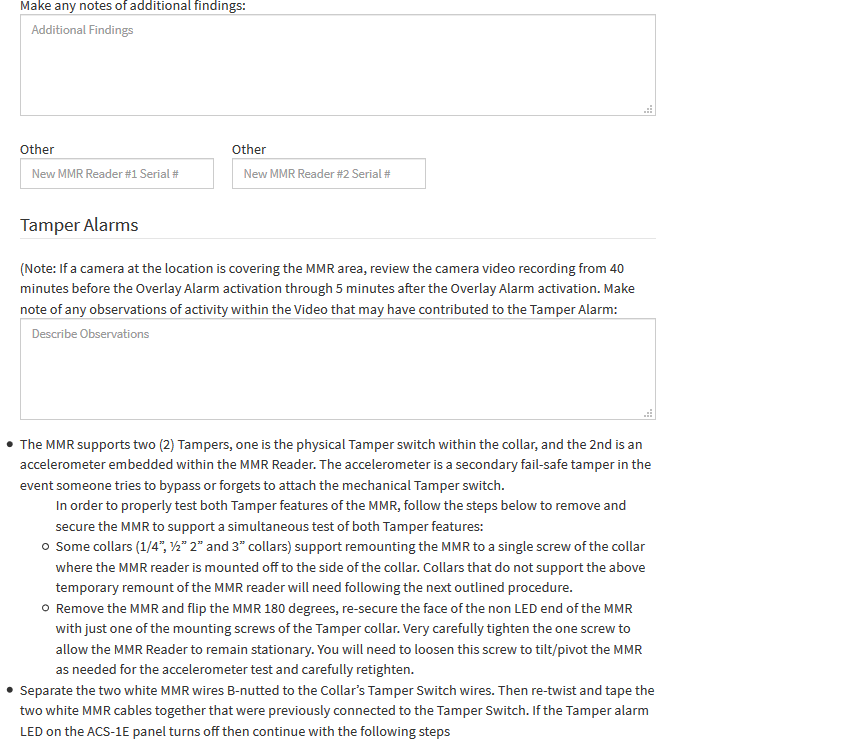 Make any notes of additional findings:
Additional Findings
Other Other
New MMR Reader #1 Serial # New MMR Reader #2 Serial #
Tamper Alarms
(Note: If a camera at the location is covering the MMR area, review the camera video recording from 40
minutes before the Overlay Alarm activation through 5 minutes after the Overlay Alarm activation. Make
note of any observations of activity within the Video that may have contributed to the Tamper Alarm:
Describe Observations
• The MMR supports two (2) Tampers, one is the physical Tamper switch within the collar, and the 2nd is an
accelerometer embedded within the MMR Reader. The accelerometer is a secondary fail-safe tamper in the
event someone tries to bypass or forgets to attach the mechanical Tamper switch.
In order to properly test both Tamper features of the MMR, follow the steps below to remove and
secure the MMR to support a simultaneous test of both Tamper features:
○ Some collars (1/4”, ½” 2” and 3” collars) support remounting the MMR to a single screw of the collar
where the MMR reader is mounted off to the side of the collar. Collars that do not support the above
temporary remount of the MMR reader will need following the next outlined procedure.
○ Remove the MMR and flip the MMR 180 degrees, re-secure the face of the non LED end of the MMR
with just one of the mounting screws of the Tamper collar. Very carefully tighten the one screw to
allow the MMR Reader to remain stationary. You will need to loosen this screw to tilt/pivot the MMR
as needed for the accelerometer test and carefully retighten.
• Separate the two white MMR wires B-nutted to the Collar’s Tamper Switch wires. Then re-twist and tape the
two white MMR cables together that were previously connected to the Tamper Switch. If the Tamper alarm
LED on the ACS-1E panel turns off then continue with the following steps